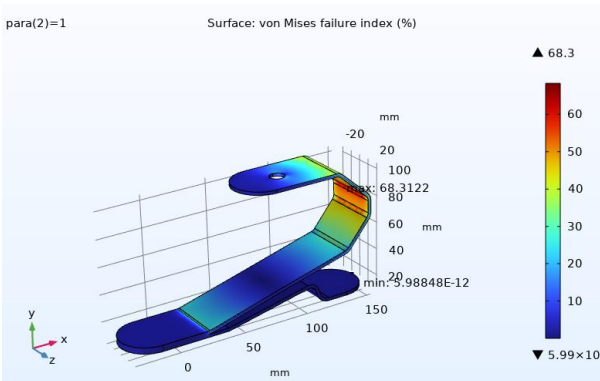 para(2)=1
Surface: von Mises failure index (%)
▲ 68.3
mm
-20
20
100
max: 68.3122
80
60
60
mm
50
40
40
20
min: 5.98848E-12
30
150
20
100
10
50
0
mm
y
x
z
▼ 5.99×10